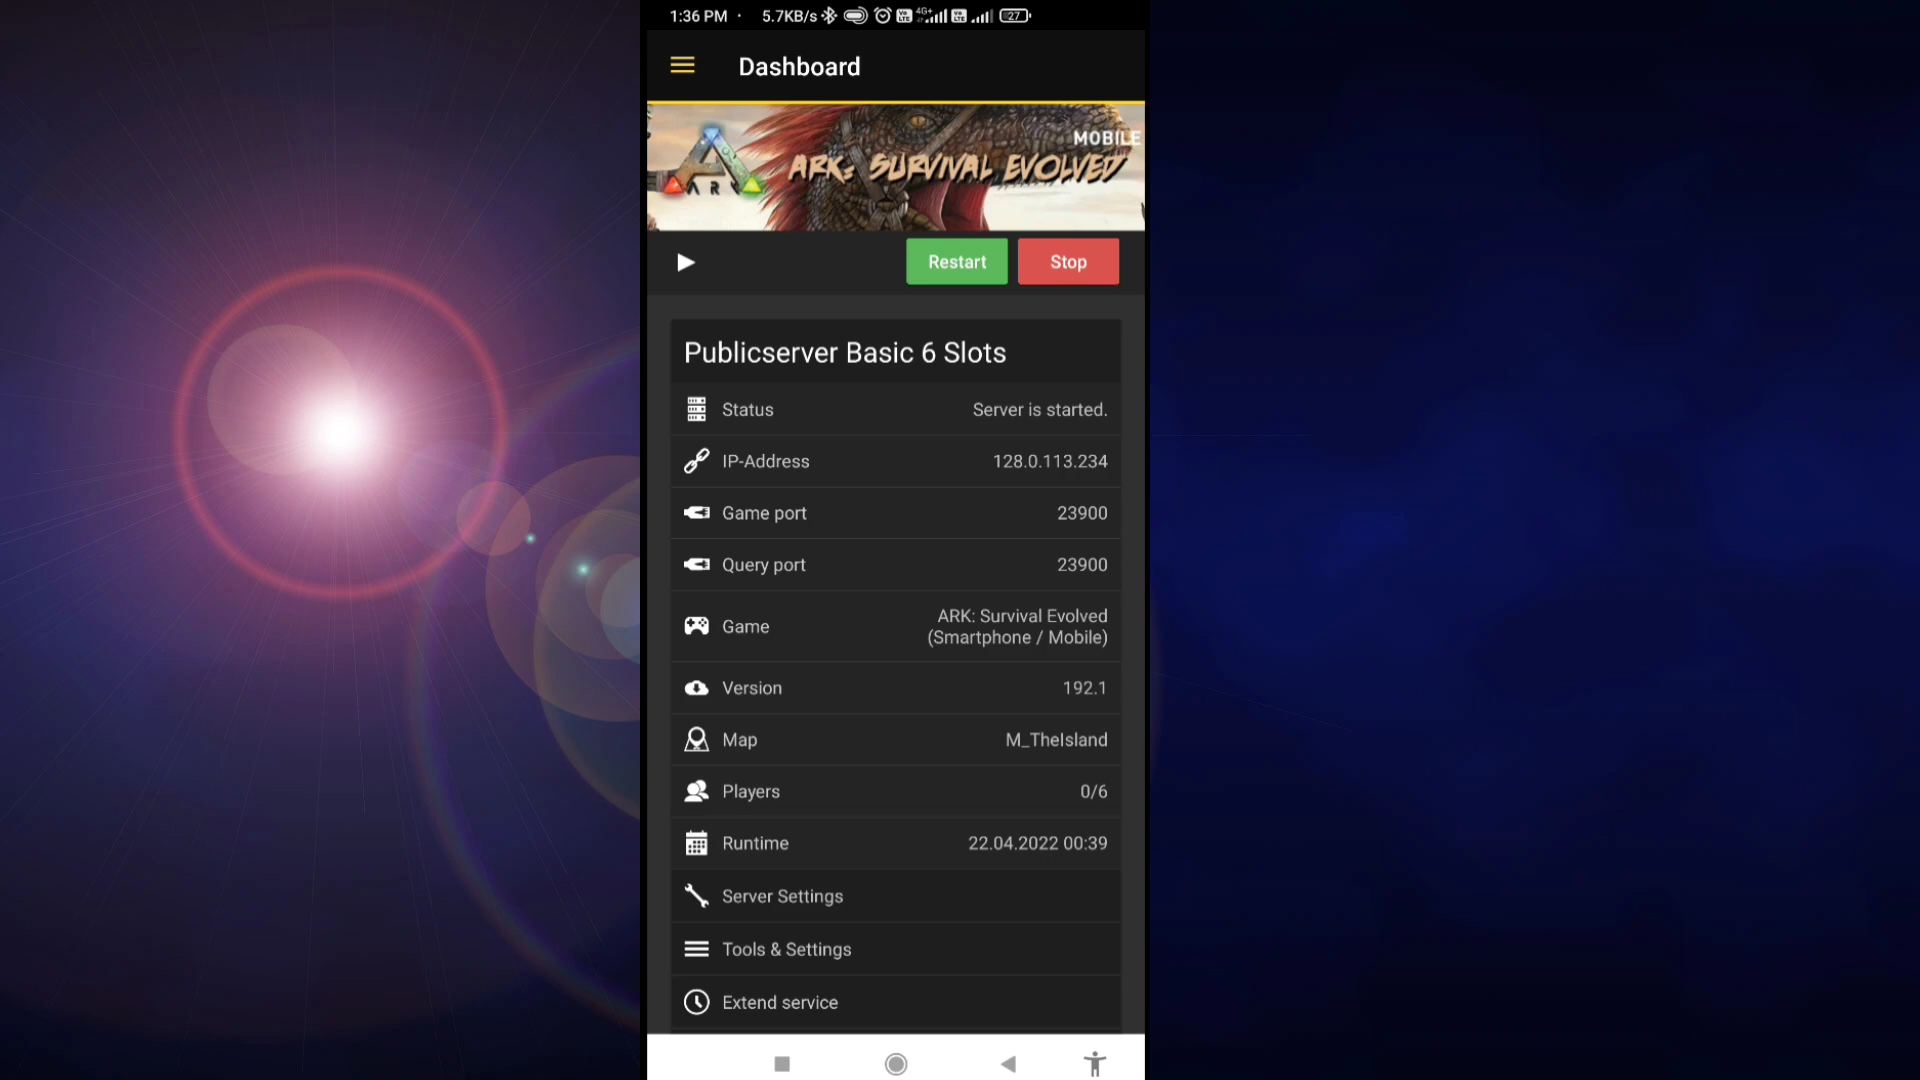 1:36 PM · 5.7KB/s 4G+ 27
Dashboard
MOBILE
ARK: SURVIVAL EVOLVED
ARK
Restart
Stop
Publicserver Basic 6 Slots
Status Server is started.
IP-Address 128.0.113.234
Game port 23900
Query port 23900
Game ARK: Survival Evolved
(Smartphone / Mobile)
Version 192.1
Map M_TheIsland
Players 0/6
Runtime 22.04.2022 00:39
Server Settings
Tools & Settings
Extend service